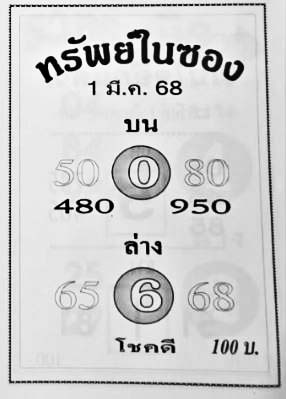 ทรัพย์ในซอง
1 มี.ค. 68
บน
50 0 80
480 950
ล่าง
65 6 68
โชคดี 100 บ.